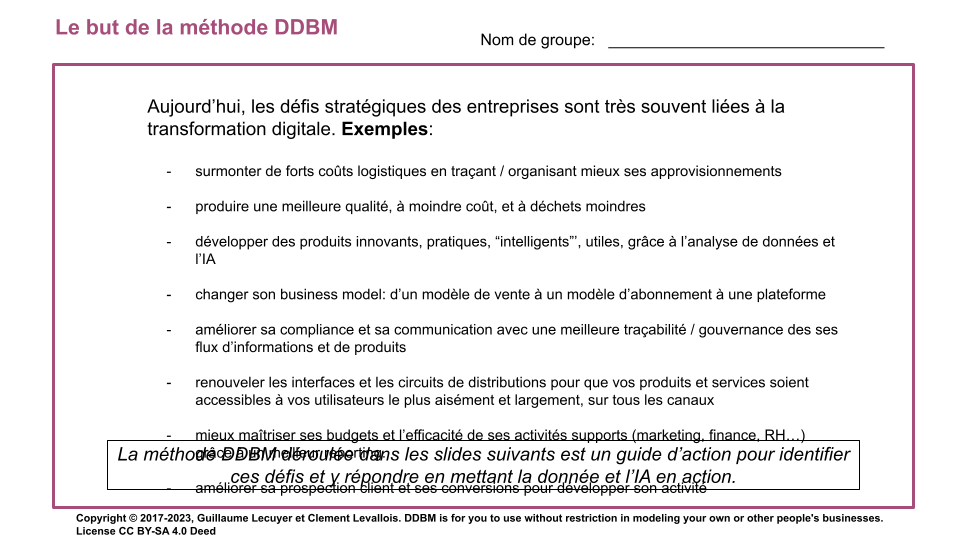 Le but de la méthode DDBM
Nom de groupe: _______________________________
Aujourd’hui, les défis stratégiques des entreprises sont très souvent liées à la
transformation digitale. Exemples:
- surmonter de forts coûts logistiques en traçant / organisant mieux ses approvisionnements
- produire une meilleure qualité, à moindre coût, et à déchets moindres
- développer des produits innovants, pratiques, “intelligents”’, utiles, grâce à l’analyse de données et
l’IA
- changer son business model: d’un modèle de vente à un modèle d’abonnement à une plateforme
- améliorer sa compliance et sa communication avec une meilleure traçabilité / gouvernance des ses
flux d’informations et de produits
- renouveler les interfaces et les circuits de distributions pour que vos produits et services soient
accessibles à vos utilisateurs le plus aisément et largement, sur tous les canaux
- mieux maîtriser ses budgets et l’efficacité de ses activités supports (marketing, finance, RH…)
grâce à un meilleur reporting
- améliorer sa prospection client et ses conversions pour développer son activité
La méthode DDBM déroulée dans les slides suivants est un guide d’action pour identifier
ces défis et y répondre en mettant la donnée et l’IA en action.
Copyright © 2017-2023, Guillaume Lecuyer et Clement Levallois. DDBM is for you to use without restriction in modeling your own or other people's businesses.
License CC BY-SA 4.0 Deed